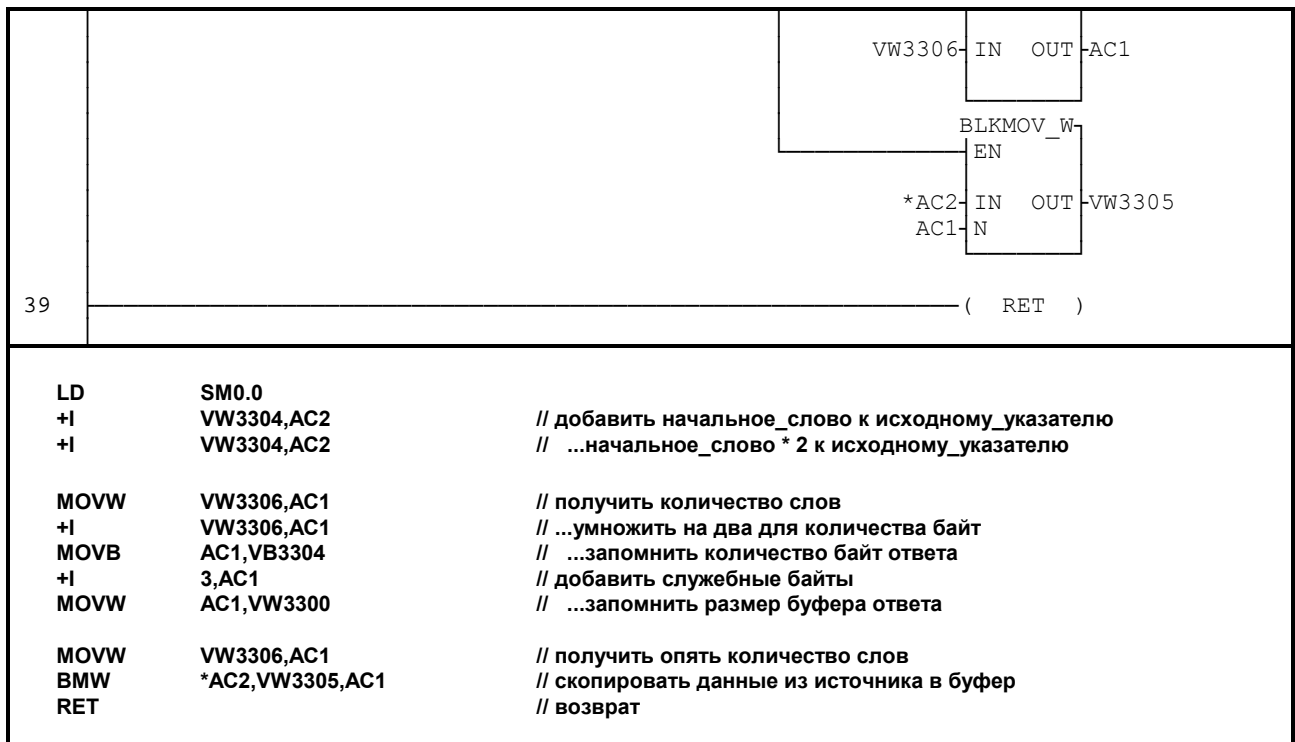 VW3306 IN OUT AC1
BLKMOV_W
EN
*AC2 IN OUT VW3305
AC1 N
39 ( RET )
LD SM0.0
+I VW3304,AC2 // добавить начальное_слово к исходному_указателю
+I VW3304,AC2 // ...начальное_слово * 2 к исходному_указателю
MOVW VW3306,AC1 // получить количество слов
+I VW3306,AC1 // ...умножить на два для количества байт
MOVB AC1,VB3304 // ...запомнить количество байт ответа
+I 3,AC1 // добавить служебные байты
MOVW AC1,VW3300 // ...запомнить размер буфера ответа
MOVW VW3306,AC1 // получить опять количество слов
BMW *AC2,VW3305,AC1 // скопировать данные из источника в буфер
RET // возврат